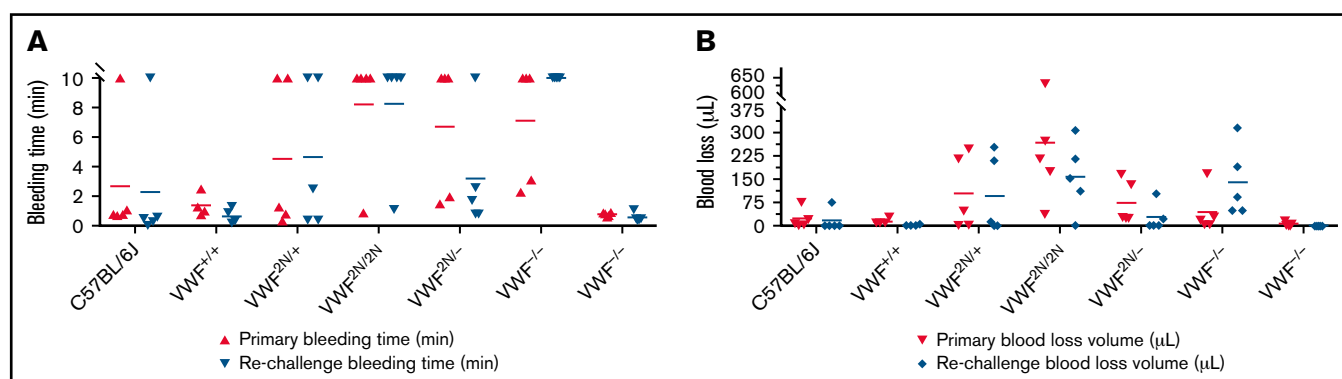 A
Bleeding time (min)
10
8
6
4
2
0
C57BL/6J
VWF+/+
VWF2N/+
VWF2N/2N
VWF2N/−
VWF−/−
VWF−/−
Primary bleeding time (min)
Re-challenge bleeding time (min)
B
Blood loss (μL)
650
600
375
300
225
150
75
0
C57BL/6J
VWF+/+
VWF2N/+
VWF2N/2N
VWF2N/−
VWF−/−
VWF−/−
Primary blood loss volume (μL)
Re-challenge blood loss volume (μL)